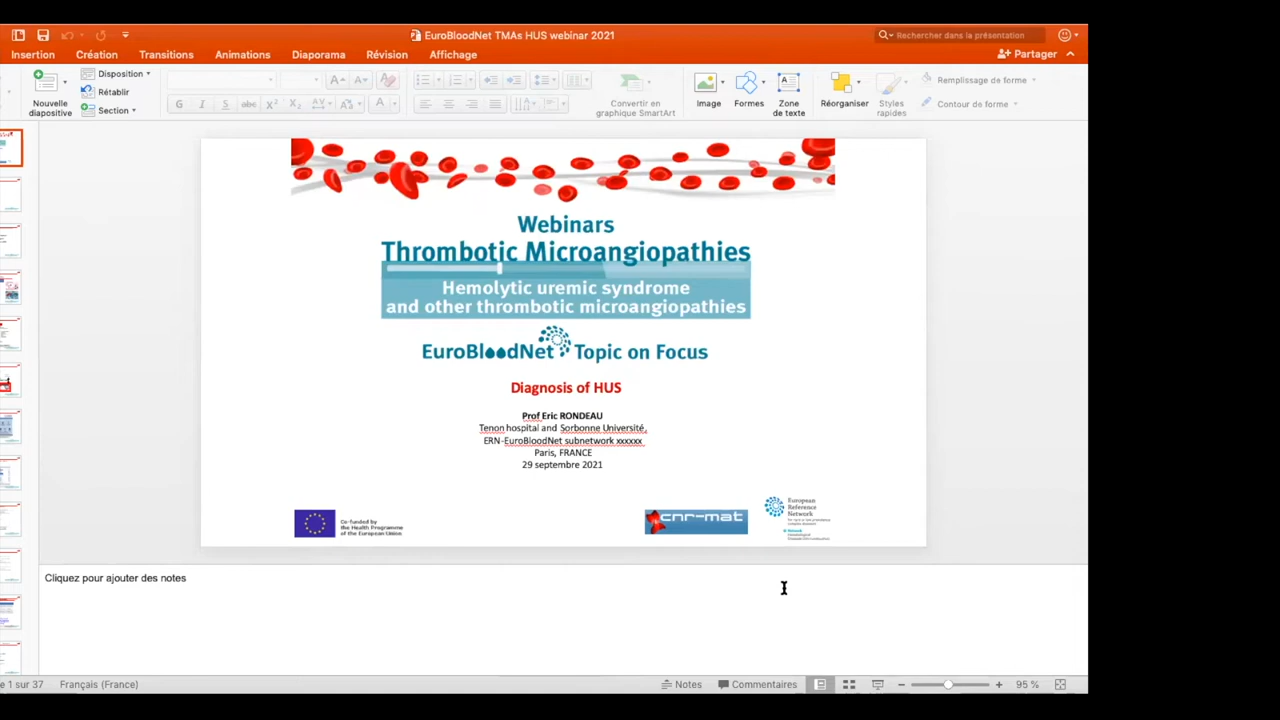 EuroBloodNet TMAs HUS webinar 2021
Rechercher dans la présentation
Insertion Création Transitions Animations Diaporama Révision Affichage
Partager
Nouvelle diapositive
Disposition
Rétablir
Section
G I S abc X² X₂ AV Aa A
Convertir en graphique SmartArt
Image
Formes
Zone de texte
Réorganiser
Styles rapides
Remplissage de forme
Contour de forme
Webinars
Thrombotic Microangiopathies
Hemolytic uremic syndrome
and other thrombotic microangiopathies
EuroBloodNet Topic on Focus
Diagnosis of HUS
Prof Eric RONDEAU
Tenon hospital and Sorbonne Université,
ERN-EuroBloodNet subnetwork xxxxxx
Paris, FRANCE
29 septembre 2021
Co-funded by
the Health Programme
of the European Union
cnr-mat
European
Reference
Network
Cliquez pour ajouter des notes
e 1 sur 37 Français (France) Notes Commentaires 95 %